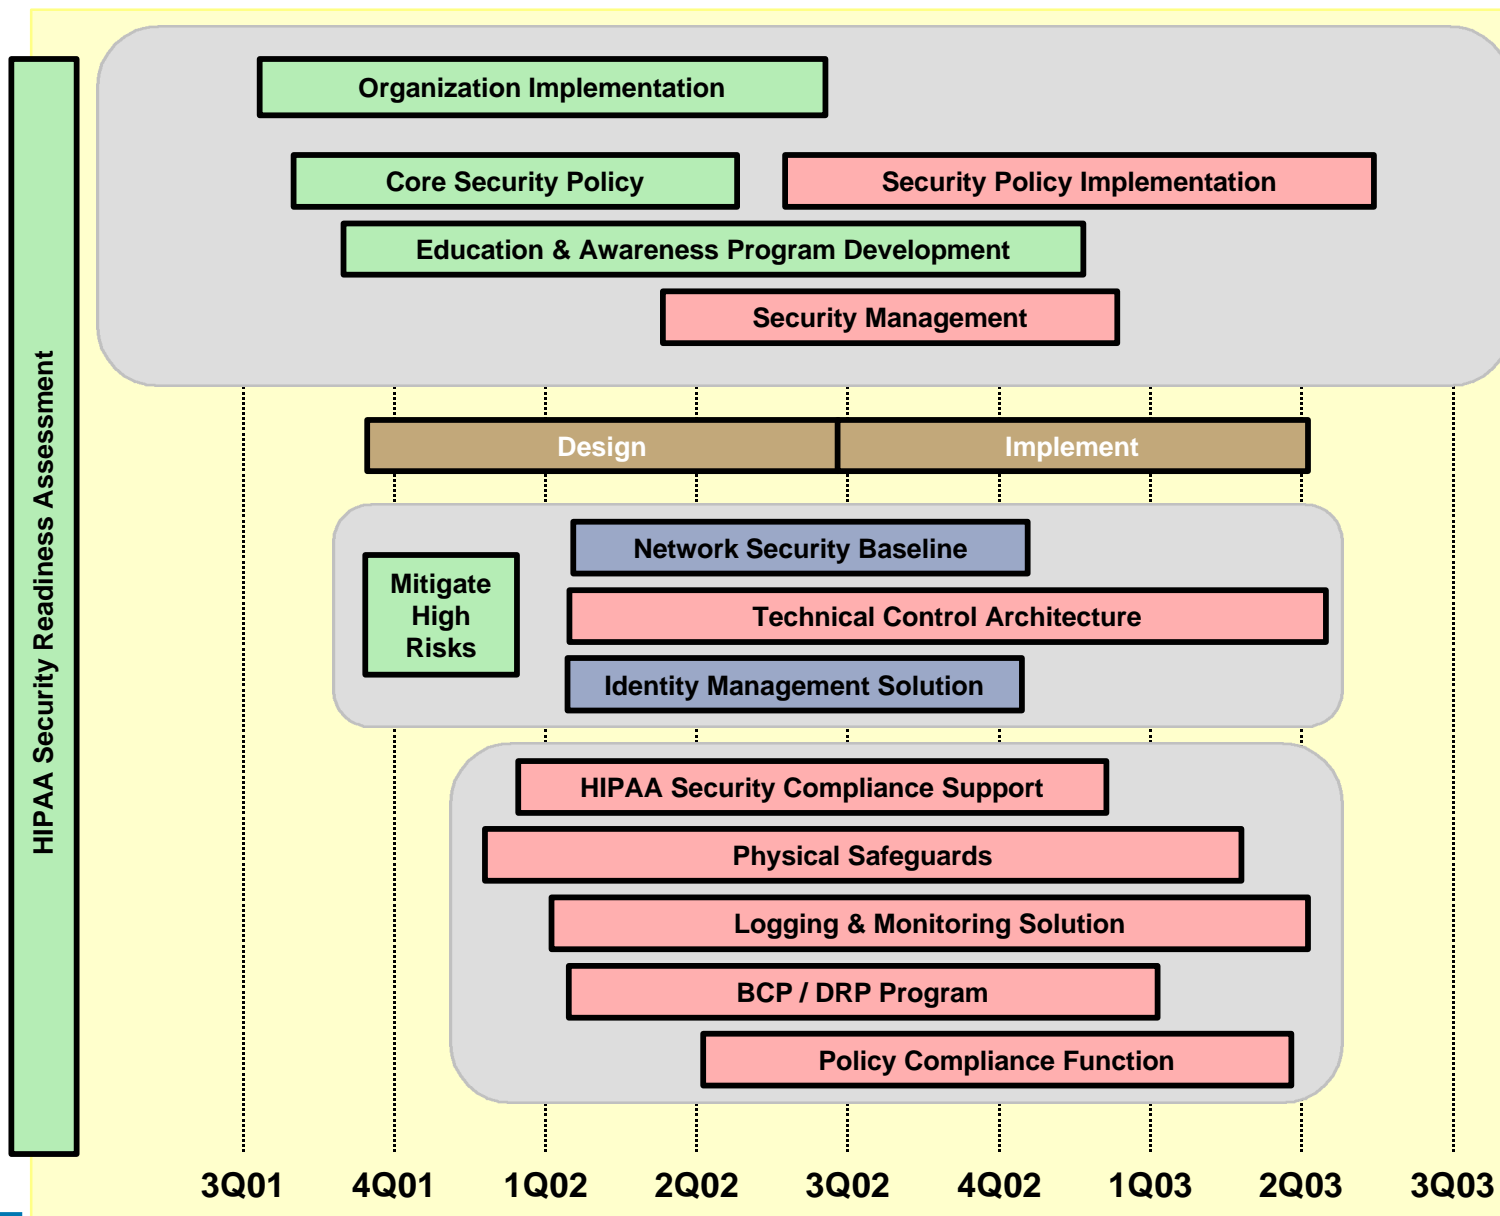 HIPAA Security Readiness Assessment
Organization Implementation
Core Security Policy
Security Policy Implementation
Education & Awareness Program Development
Security Management
Design
Implement
Mitigate
High
Risks
Network Security Baseline
Technical Control Architecture
Identity Management Solution
HIPAA Security Compliance Support
Physical Safeguards
Logging & Monitoring Solution
BCP / DRP Program
Policy Compliance Function
3Q01 4Q01 1Q02 2Q02 3Q02 4Q02 1Q03 2Q03 3Q03